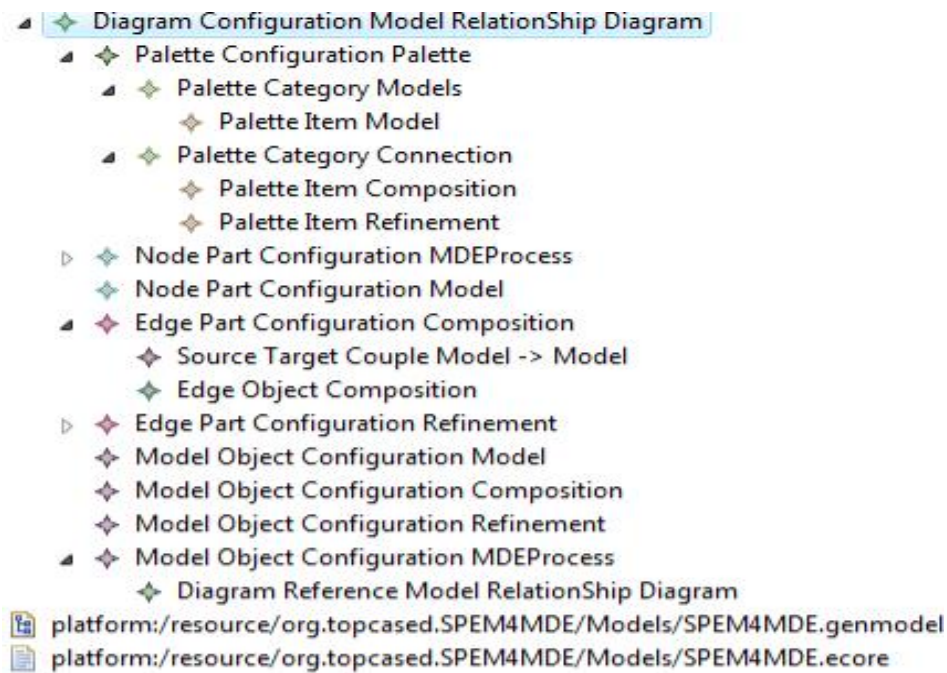 Diagram Configuration Model RelationShip Diagram
Palette Configuration Palette
Palette Category Models
Palette Item Model
Palette Category Connection
Palette Item Composition
Palette Item Refinement
Node Part Configuration MDEProcess
Node Part Configuration Model
Edge Part Configuration Composition
Source Target Couple Model -> Model
Edge Object Composition
Edge Part Configuration Refinement
Model Object Configuration Model
Model Object Configuration Composition
Model Object Configuration Refinement
Model Object Configuration MDEProcess
Diagram Reference Model RelationShip Diagram
platform:/resource/org.topcased.SPEM4MDE/Models/SPEM4MDE.genmodel
platform:/resource/org.topcased.SPEM4MDE/Models/SPEM4MDE.ecore